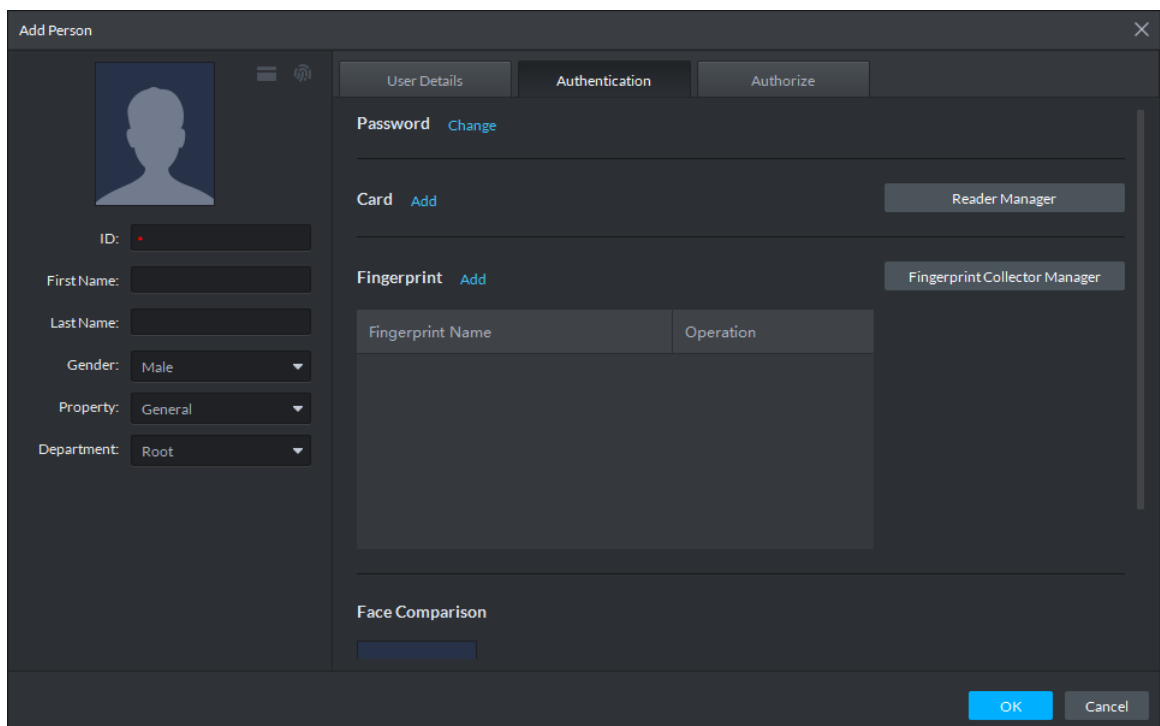 Add Person
User Details Authentication Authorize
Password Change
Card Add Reader Manager
ID:
First Name:
Fingerprint Add Fingerprint Collector Manager
Last Name:
Fingerprint Name Operation
Gender: Male
Property: General
Department: Root
Face Comparison
OK Cancel